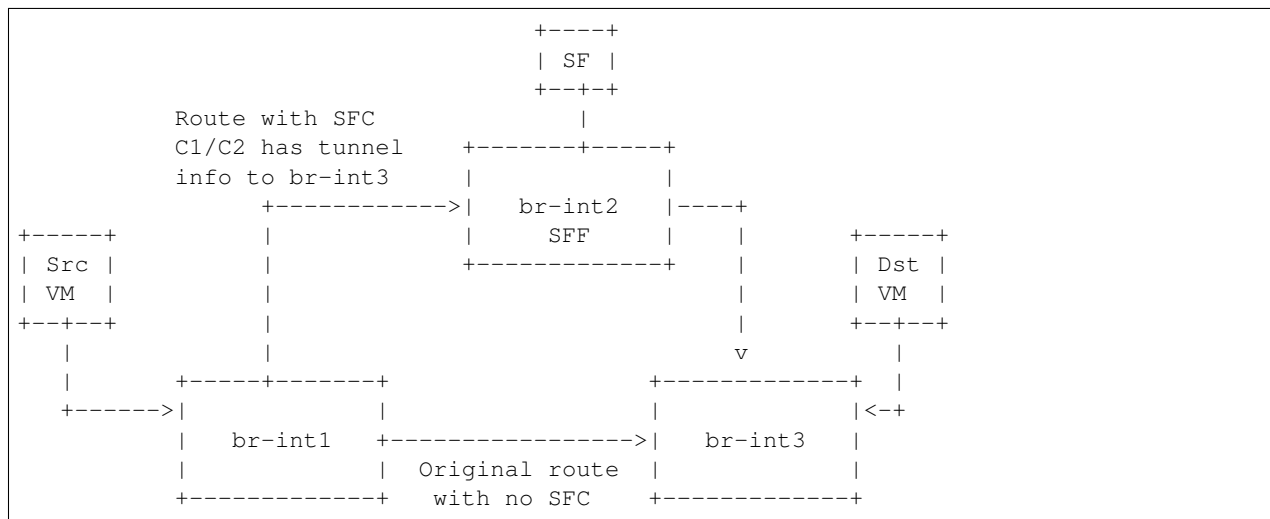 SF
Route with SFC
C1/C2 has tunnel
info to br-int3
br-int2
SFF
Src
VM
Dst
VM
br-int1
br-int3
Original route
with no SFC